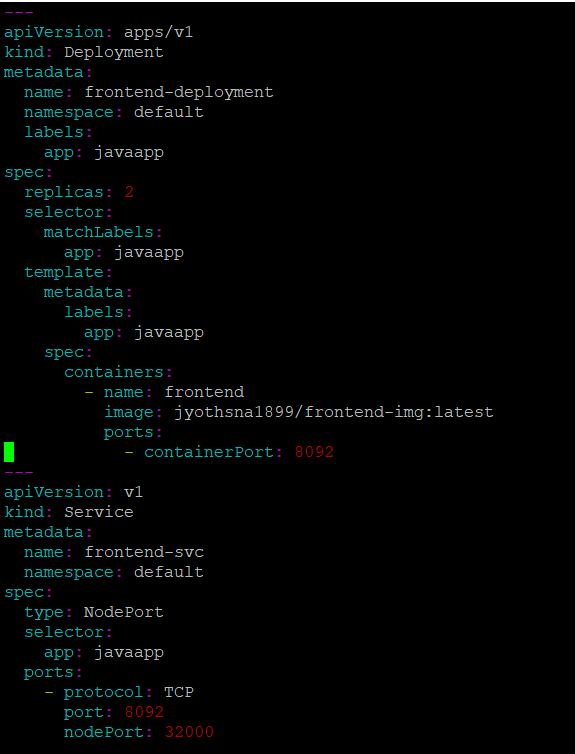 ---
apiVersion: apps/v1
kind: Deployment
metadata:
  name: frontend-deployment
  namespace: default
  labels:
    app: javaapp
spec:
  replicas: 2
  selector:
    matchLabels:
      app: javaapp
  template:
    metadata:
      labels:
        app: javaapp
    spec:
      containers:
        - name: frontend
          image: jyothsna1899/frontend-img:latest
          ports:
            - containerPort: 8092
---
apiVersion: v1
kind: Service
metadata:
  name: frontend-svc
  namespace: default
spec:
  type: NodePort
  selector:
    app: javaapp
  ports:
    - protocol: TCP
      port: 8092
      nodePort: 32000